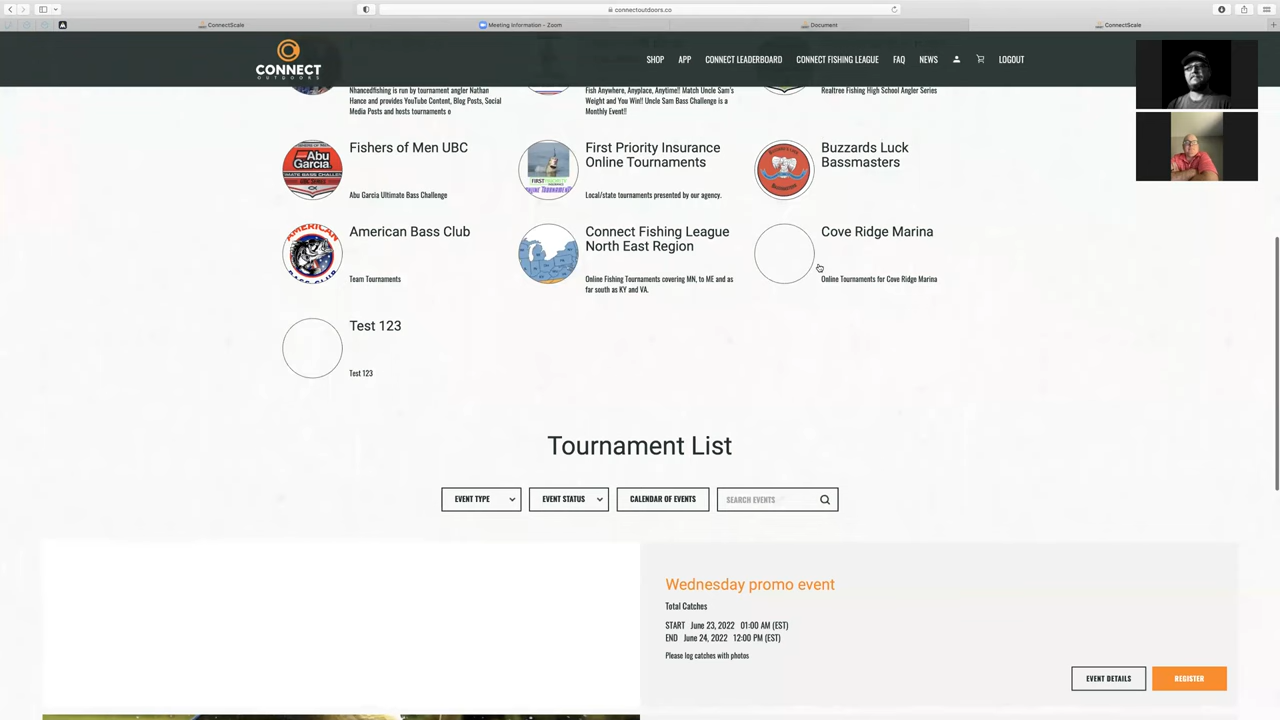 connectoutdoors.co
ConnectScale
Meeting Information - Zoom
Document
ConnectScale
CONNECT
OUTDOORS
SHOP
APP
CONNECT LEADERBOARD
CONNECT FISHING LEAGUE
FAQ
NEWS
LOGOUT
Nhancedfishing is run by tournament angler Nathan
Hance and provides YouTube Content, Blog Posts, Social
Media Posts and hosts tournaments o
Fish Anywhere, Anyplace, Anytime!! Match Uncle Sam's
Weight and You Win!! Uncle Sam Bass Challenge is a
Monthly Event!!
Realtree Fishing High School Angler Series
Abu
Garcia
Fishers of Men UBC
Abu Garcia Ultimate Bass Challenge
FIRST PRIORITY
First Priority Insurance
Online Tournaments
Local/state tournaments presented by our agency.
Buzzards Luck
Bassmasters
AMERICAN
American Bass Club
Team Tournaments
Connect Fishing League
North East Region
Online Fishing Tournaments covering MN, to ME and as
far south as KY and VA.
Cove Ridge Marina
Online Tournaments for Cove Ridge Marina
Test 123
Test 123
Tournament List
EVENT TYPE
EVENT STATUS
CALENDAR OF EVENTS
SEARCH EVENTS
Wednesday promo event
Total Catches
START June 23, 2022 01:00 AM (EST)
END June 24, 2022 12:00 PM (EST)
Please log catches with photos
EVENT DETAILS
REGISTER